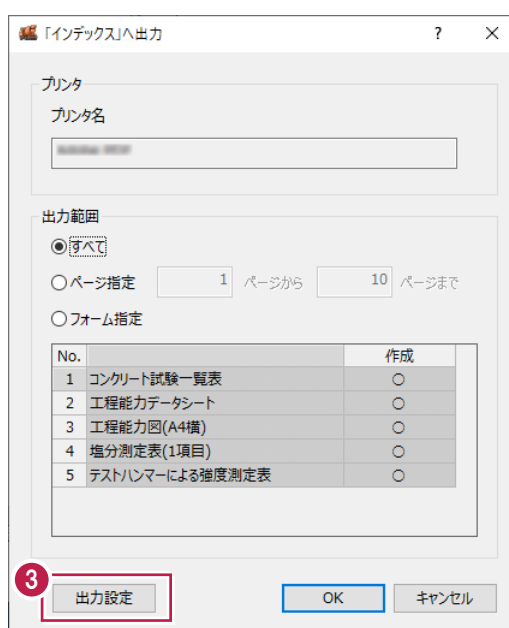 「インデックス」へ出力 ? ×
プリンタ
プリンタ名
出力範囲
すべて
ページ指定 1 ページから 10 ページまで
フォーム指定
No. 作成
1 コンクリート試験一覧表 ○
2 工程能力データシート ○
3 工程能力図(A4横) ○
4 塩分測定表(1項目) ○
5 テストハンマーによる強度測定表 ○
3
出力設定 OK キャンセル